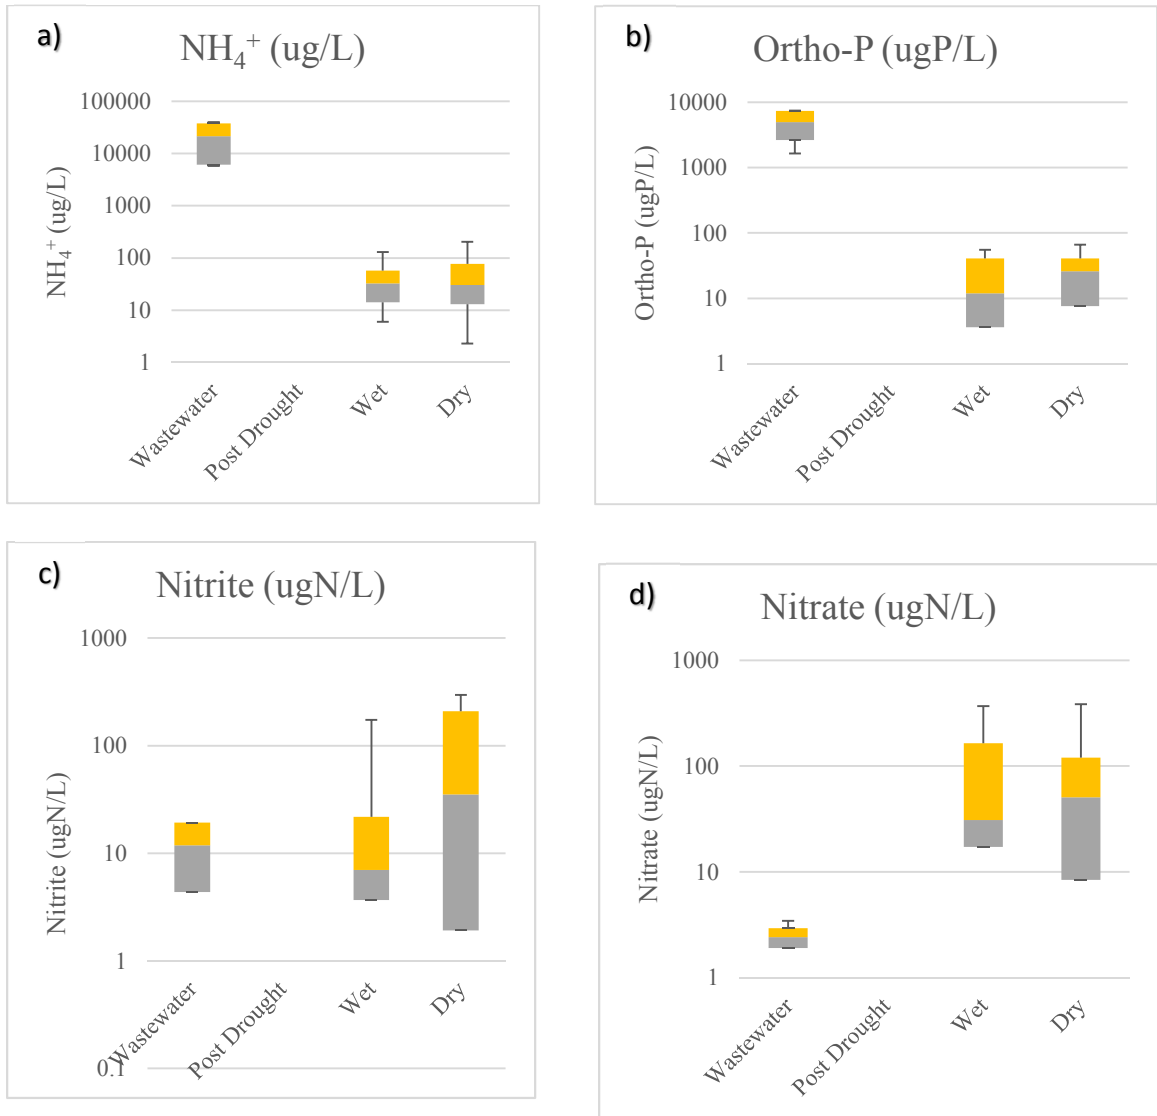 a)
NH₄⁺ (ug/L)
NH₄⁺ (ug/L)
100000
10000
1000
100
10
1
Wastewater
Post Drought
Wet
Dry
b)
Ortho-P (ugP/L)
Ortho-P (ugP/L)
10000
1000
100
10
1
Wastewater
Post Drought
Wet
Dry
c)
Nitrite (ugN/L)
Nitrite (ugN/L)
1000
100
10
1
0.1
Wastewater
Post Drought
Wet
Dry
d)
Nitrate (ugN/L)
Nitrate (ugN/L)
1000
100
10
1
Wastewater
Post Drought
Wet
Dry